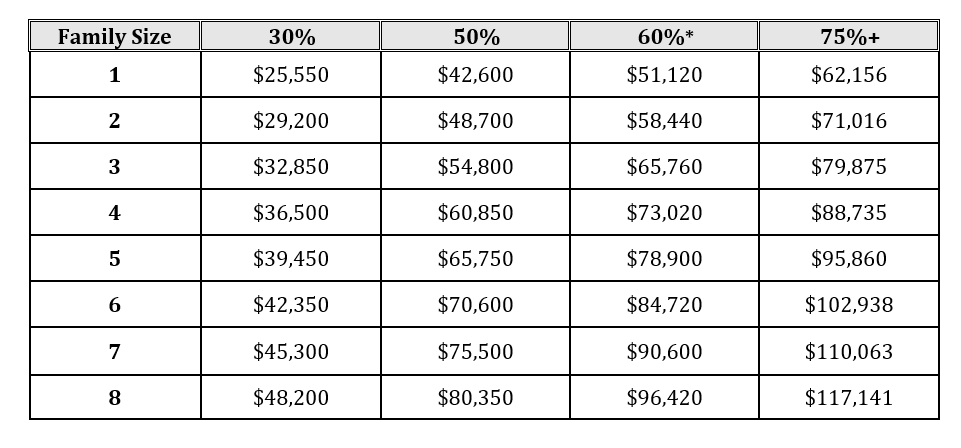 Family Size 30% 50% 60%* 75%+
1 $25,550 $42,600 $51,120 $62,156
2 $29,200 $48,700 $58,440 $71,016
3 $32,850 $54,800 $65,760 $79,875
4 $36,500 $60,850 $73,020 $88,735
5 $39,450 $65,750 $78,900 $95,860
6 $42,350 $70,600 $84,720 $102,938
7 $45,300 $75,500 $90,600 $110,063
8 $48,200 $80,350 $96,420 $117,141